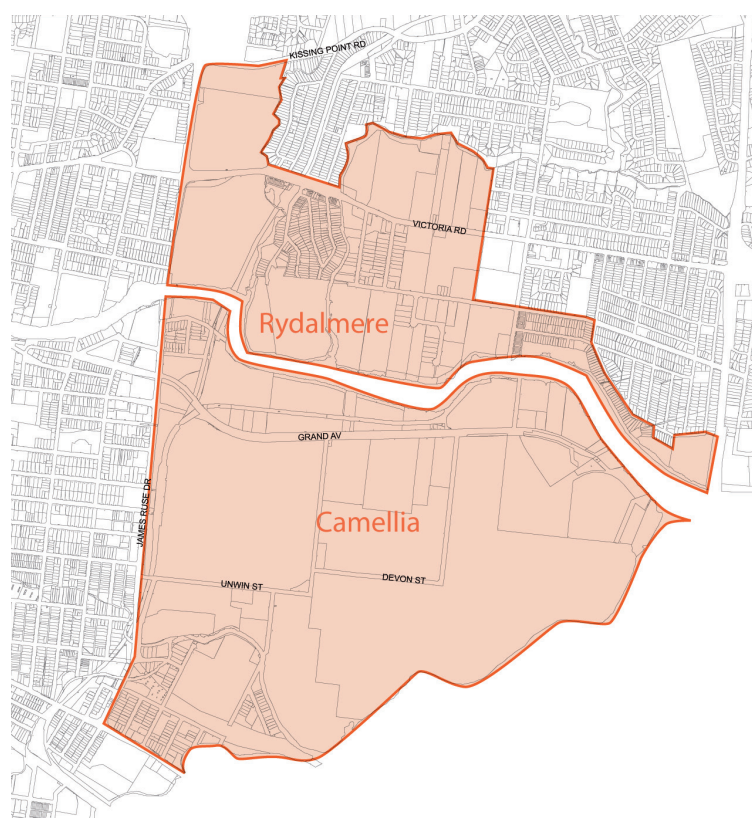 KISSING POINT RD
VICTORIA RD
Rydalmere
GRAND AV
JAMES RUSE DR
Camellia
UNWIN ST
DEVON ST